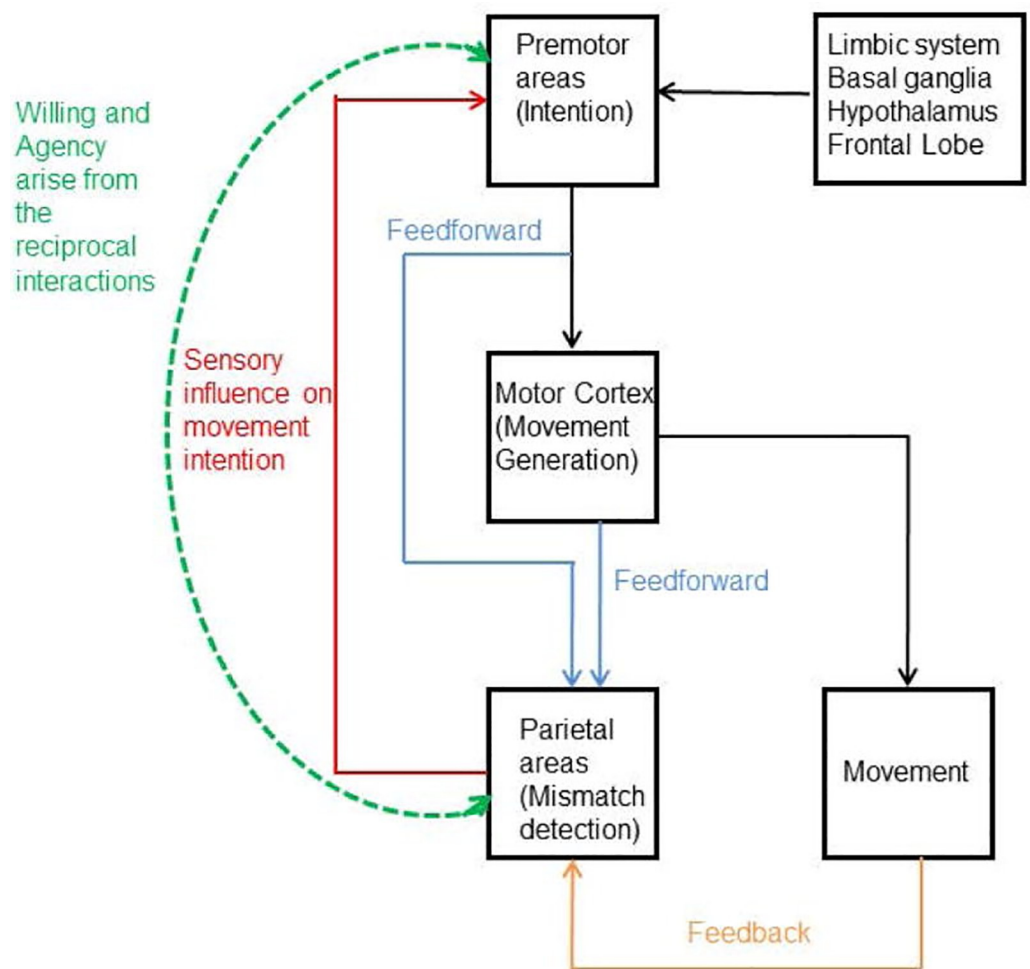 Premotor
areas
(Intention)
Limbic system
Basal ganglia
Hypothalamus
Frontal Lobe
Willing and
Agency
arise from
the
reciprocal
interactions
Feedforward
Sensory
influence on
movement
intention
Motor Cortex
(Movement
Generation)
Feedforward
Parietal
areas
(Mismatch
detection)
Movement
Feedback